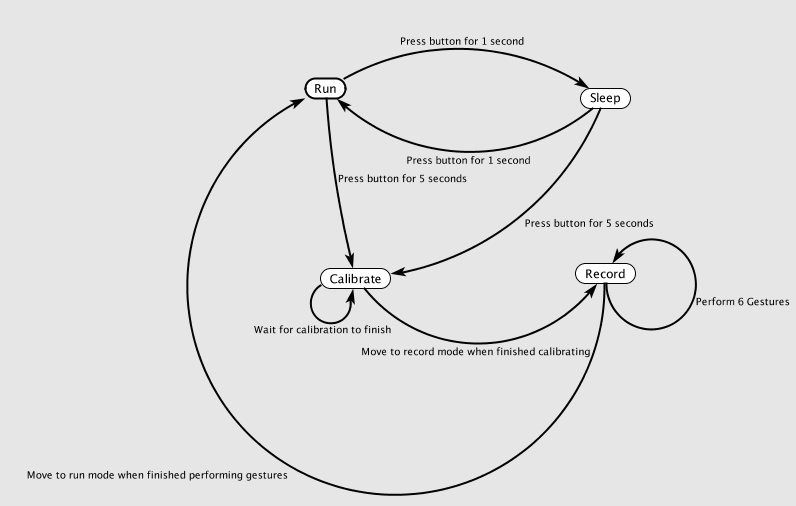 Press button for 1 second
Run
Sleep
Press button for 1 second
Press button for 5 seconds
Press button for 5 seconds
Calibrate
Record
Perform 6 Gestures
Wait for calibration to finish
Move to record mode when finished calibrating
Move to run mode when finished performing gestures